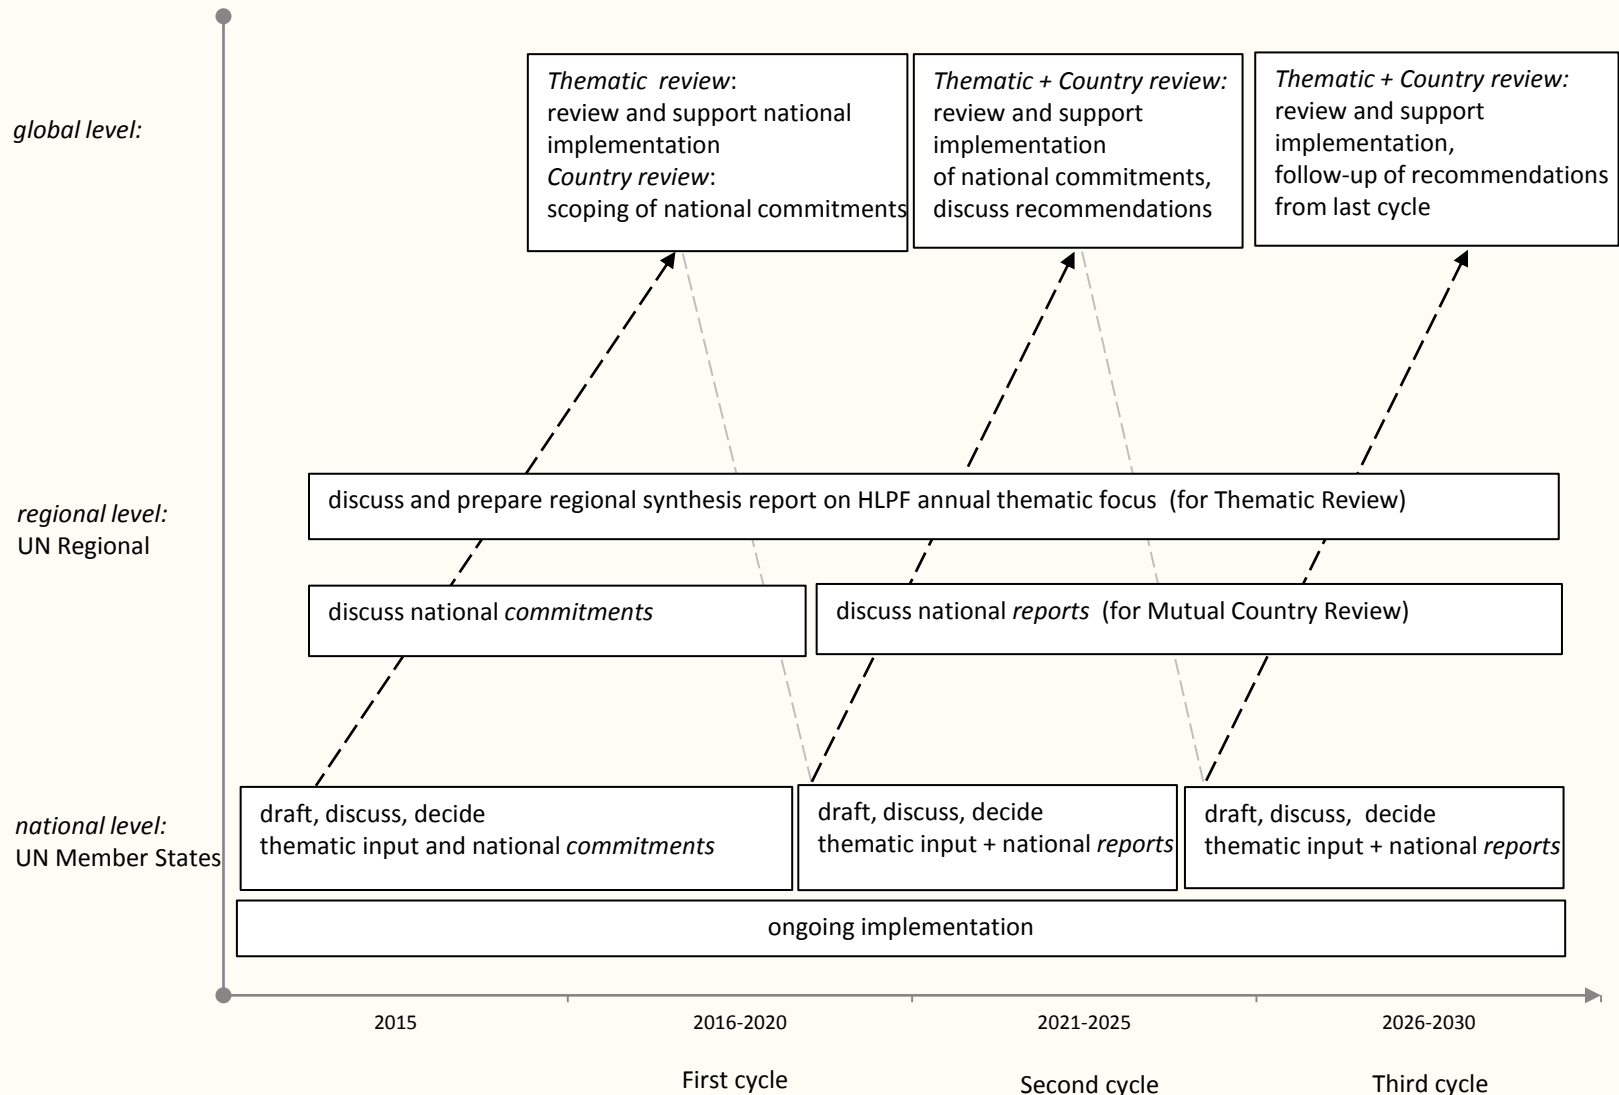 global level:
Thematic review:
review and support national
implementation
Country review:
scoping of national commitments
Thematic + Country review:
review and support
implementation
of national commitments,
discuss recommendations
Thematic + Country review:
review and support
implementation,
follow-up of recommendations
from last cycle
regional level:
UN Regional
discuss and prepare regional synthesis report on HLPF annual thematic focus (for Thematic Review)
discuss national commitments
discuss national reports (for Mutual Country Review)
national level:
UN Member States
draft, discuss, decide
thematic input and national commitments
draft, discuss, decide
thematic input + national reports
draft, discuss, decide
thematic input + national reports
ongoing implementation
2015
2016-2020
2021-2025
2026-2030
First cycle
Second cycle
Third cycle